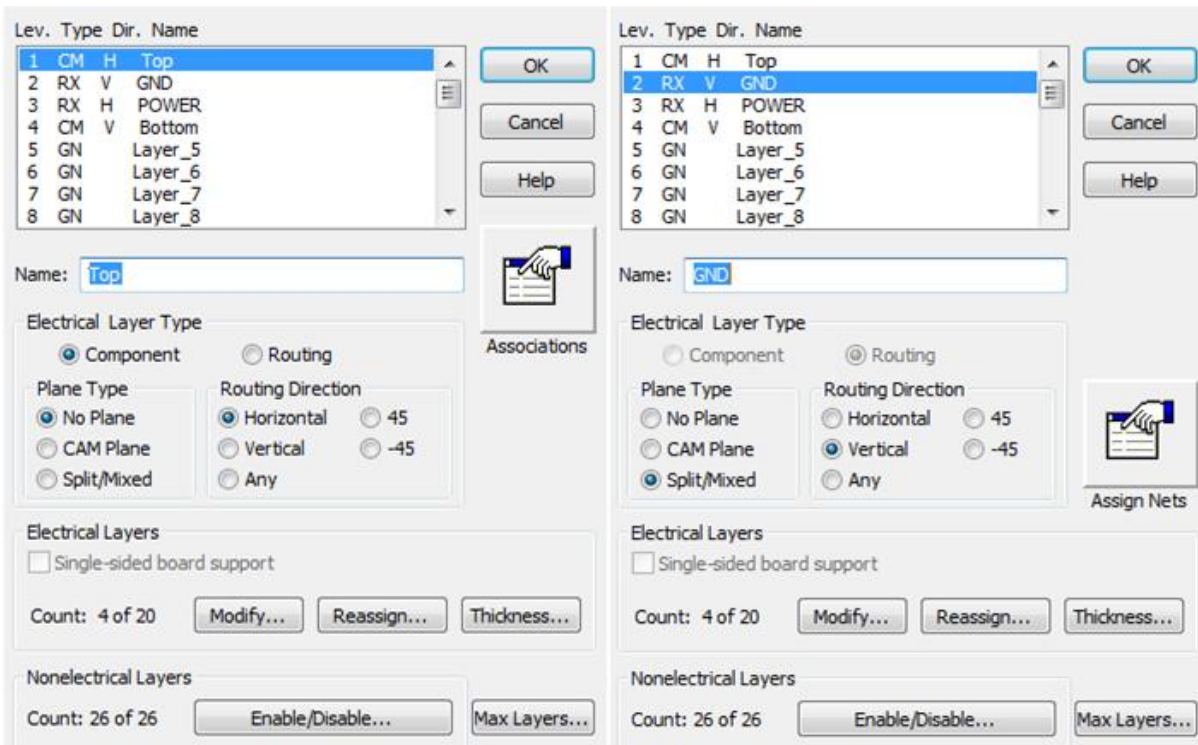 Lev. Type Dir. Name
1 CM H Top
2 RX V GND
3 RX H POWER
4 CM V Bottom
5 GN Layer_5
6 GN Layer_6
7 GN Layer_7
8 GN Layer_8
OK
Cancel
Help
Name: Top
Associations
Electrical Layer Type
Component Routing
Plane Type
No Plane
CAM Plane
Split/Mixed
Routing Direction
Horizontal 45
Vertical -45
Any
Electrical Layers
Single-sided board support
Count: 4 of 20 Modify... Reassign... Thickness...
Nonelectrical Layers
Count: 26 of 26 Enable/Disable... Max Layers...
Lev. Type Dir. Name
1 CM H Top
2 RX V GND
3 RX H POWER
4 CM V Bottom
5 GN Layer_5
6 GN Layer_6
7 GN Layer_7
8 GN Layer_8
OK
Cancel
Help
Name: GND
Electrical Layer Type
Component Routing
Plane Type
No Plane
CAM Plane
Split/Mixed
Routing Direction
Horizontal 45
Vertical -45
Any
Assign Nets
Electrical Layers
Single-sided board support
Count: 4 of 20 Modify... Reassign... Thickness...
Nonelectrical Layers
Count: 26 of 26 Enable/Disable... Max Layers...